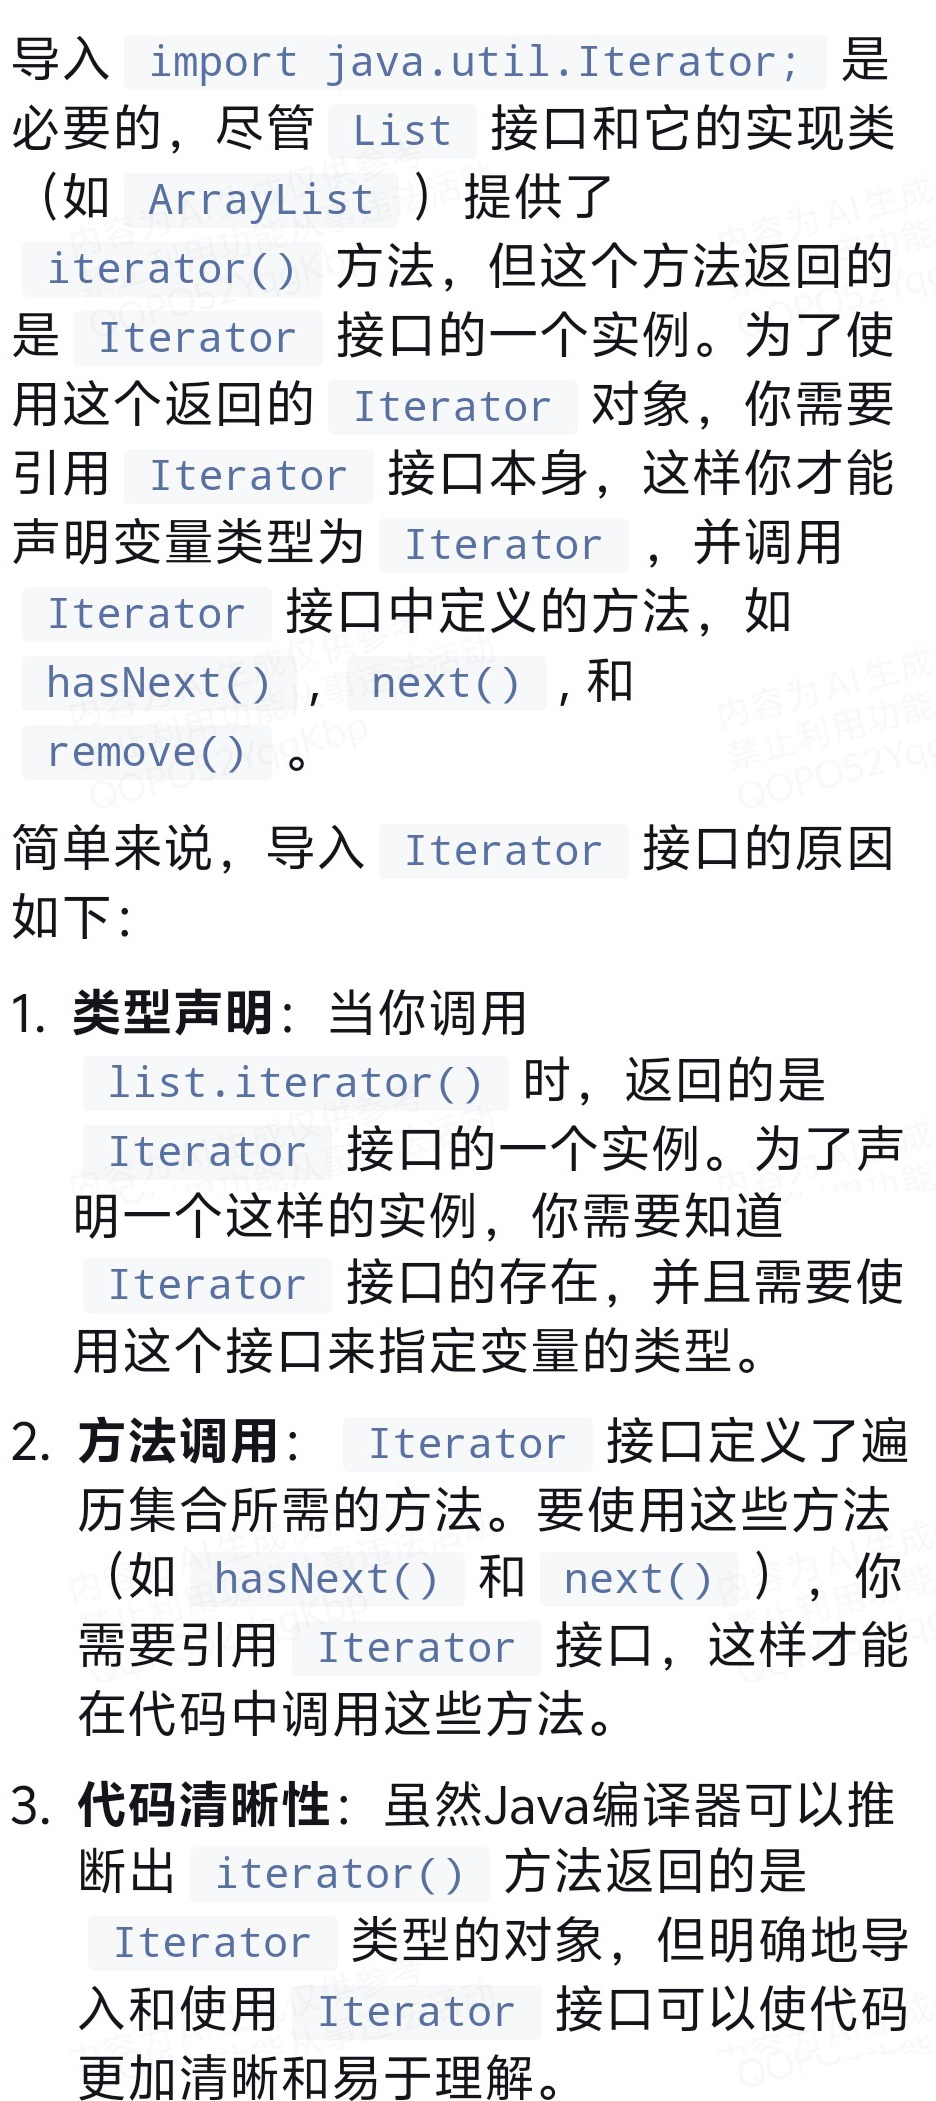 导入 import java.util.Iterator; 是
必要的，尽管 List 接口和它的实现类
（如 ArrayList ）提供了
iterator() 方法，但这个方法返回的
是 Iterator 接口的一个实例。为了使
用这个返回的 Iterator 对象，你需要
引用 Iterator 接口本身，这样你才能
声明变量类型为 Iterator ，并调用
Iterator 接口中定义的方法，如
hasNext() , next() , 和
remove() 。
简单来说，导入 Iterator 接口的原因
如下：
1. 类型声明：当你调用
list.iterator() 时，返回的是
Iterator 接口的一个实例。为了声
明一个这样的实例，你需要知道
Iterator 接口的存在，并且需要使
用这个接口来指定变量的类型。
2. 方法调用： Iterator 接口定义了遍
历集合所需的方法。要使用这些方法
（如 hasNext() 和 next() ），你
需要引用 Iterator 接口，这样才能
在代码中调用这些方法。
3. 代码清晰性：虽然Java编译器可以推
断出 iterator() 方法返回的是
Iterator 类型的对象，但明确地导
入和使用 Iterator 接口可以使代码
更加清晰和易于理解。